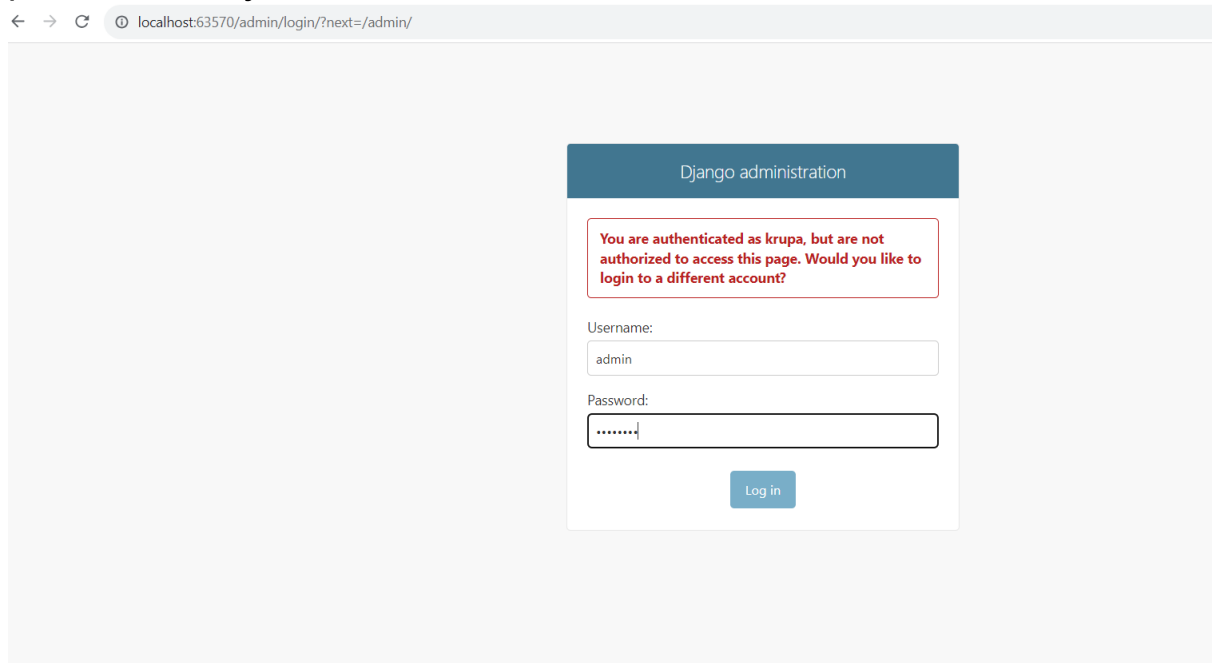 localhost:63570/admin/login/?next=/admin/
Django administration
You are authenticated as krupa, but are not
authorized to access this page. Would you like to
login to a different account?
Username:
admin
Password:
••••••••
Log in